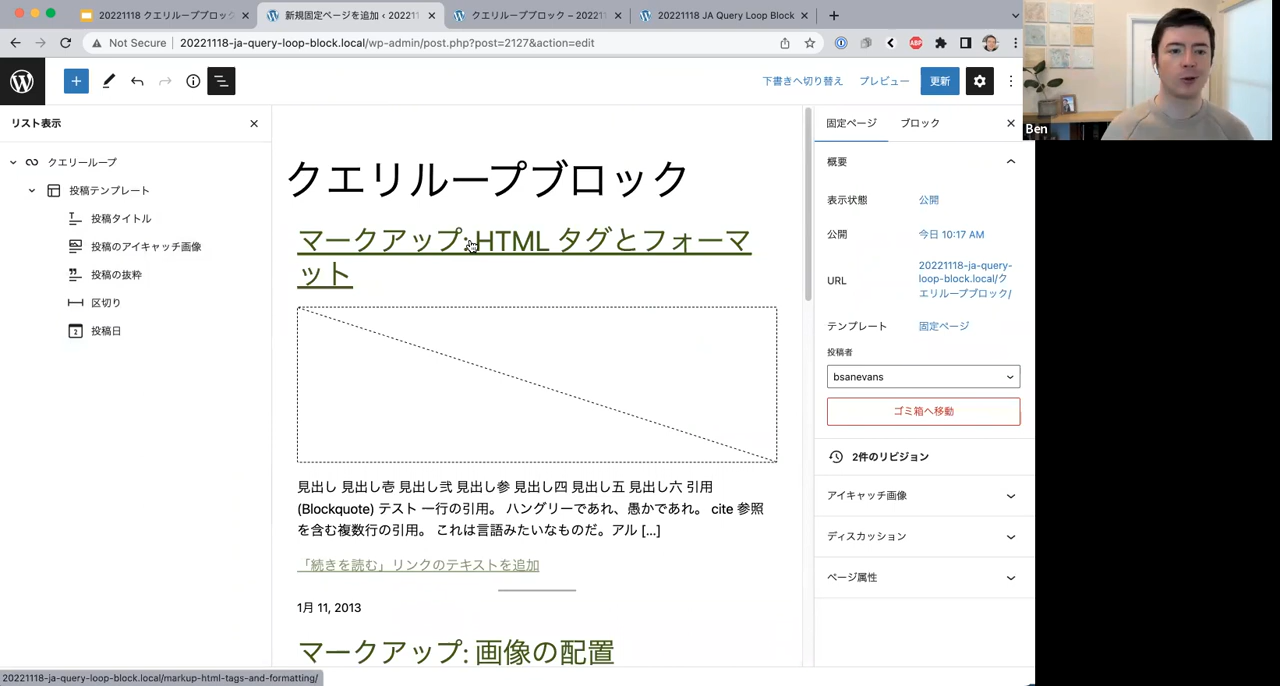 20221118 クエリループブロック
新規固定ページを追加 ‹ 202211
クエリループブロック – 202211
20221118 JA Query Loop Block
Not Secure
20221118-ja-query-loop-block.local/wp-admin/post.php?post=2127&action=edit
ABP
Ben
下書きへ切り替え
プレビュー
更新
リスト表示
クエリーループ
投稿テンプレート
投稿タイトル
投稿のアイキャッチ画像
投稿の抜粋
区切り
投稿日
クエリループブロック
マークアップ: HTML タグとフォーマ
ット
見出し 見出し壱 見出し弐 見出し参 見出し四 見出し五 見出し六 引用
(Blockquote) テスト 一行の引用。 ハングリーであれ、愚かであれ。 cite 参照
を含む複数行の引用。 これは言語みたいなものだ。アル […]
「続きを読む」リンクのテキストを追加
1月 11, 2013
マークアップ: 画像の配置
固定ページ
ブロック
概要
表示状態
公開
公開
今日 10:17 AM
URL
20221118-ja-query-
loop-block.local/ク
エリループブロック/
テンプレート
固定ページ
投稿者
bsanevans
ゴミ箱へ移動
2件のリビジョン
アイキャッチ画像
ディスカッション
ページ属性
20221118-ja-query-loop-block.local/markup-html-tags-and-formatting/